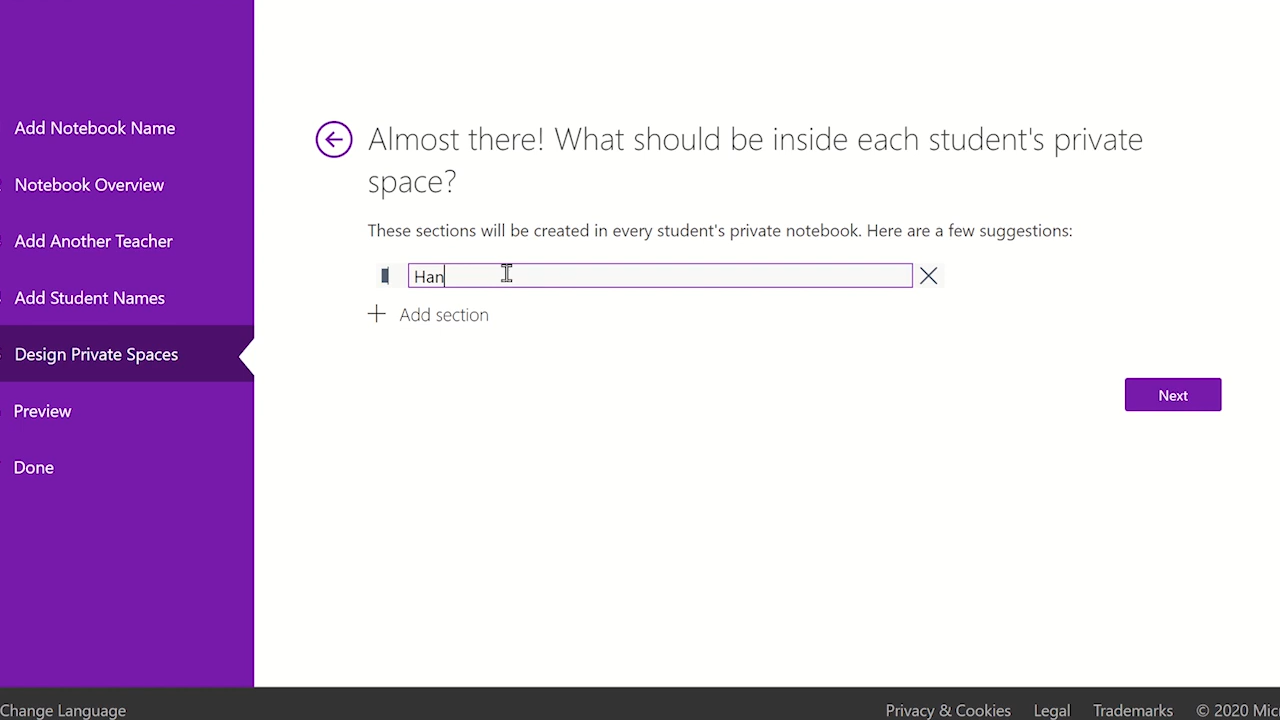 Add Notebook Name
Notebook Overview
Add Another Teacher
Add Student Names
Design Private Spaces
Preview
Done
Almost there! What should be inside each student's private
space?
These sections will be created in every student's private notebook. Here are a few suggestions:
Han
Add section
Next
Change Language
Privacy & Cookies
Legal
Trademarks
© 2020 Mic